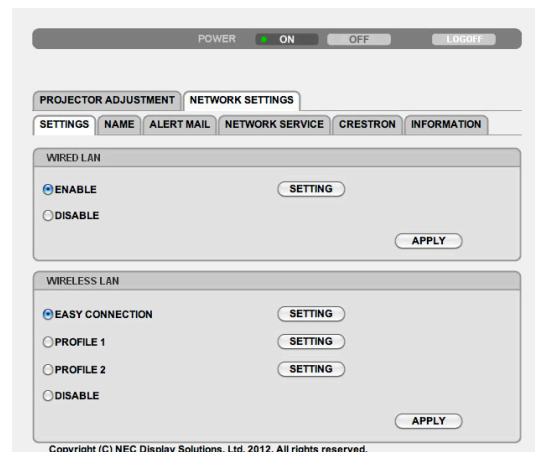 POWER ON OFF LOGOFF
PROJECTOR ADJUSTMENT NETWORK SETTINGS
SETTINGS NAME ALERT MAIL NETWORK SERVICE CRESTRON INFORMATION
WIRED LAN
ENABLE SETTING
DISABLE
APPLY
WIRELESS LAN
EASY CONNECTION SETTING
PROFILE 1 SETTING
PROFILE 2 SETTING
DISABLE
APPLY
Copyright (C) NEC Display Solutions, Ltd. 2012. All rights reserved.